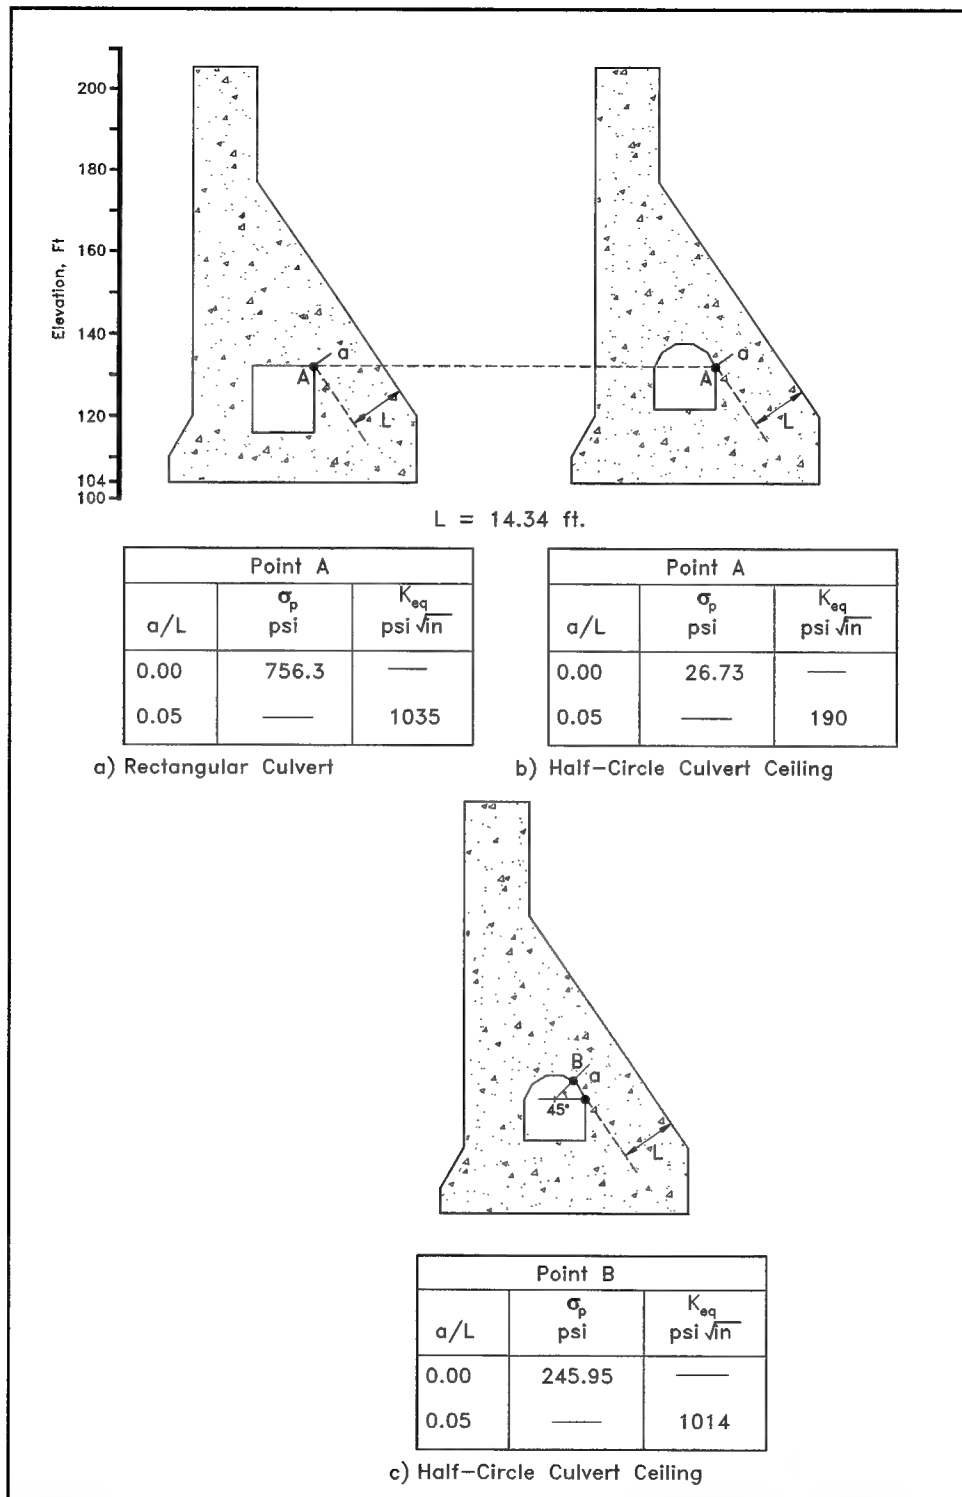 200
180
160
140
120
104
100
Elevation, Ft
a
A
L
a
A
L
L = 14.34 ft.
Point A
a/L σp psi Keq psi √in
0.00 756.3 —
0.05 — 1035
a) Rectangular Culvert
Point A
a/L σp psi Keq psi √in
0.00 26.73 —
0.05 — 190
b) Half-Circle Culvert Ceiling
B
a
45°
L
Point B
a/L σp psi Keq psi √in
0.00 245.95 —
0.05 — 1014
c) Half-Circle Culvert Ceiling